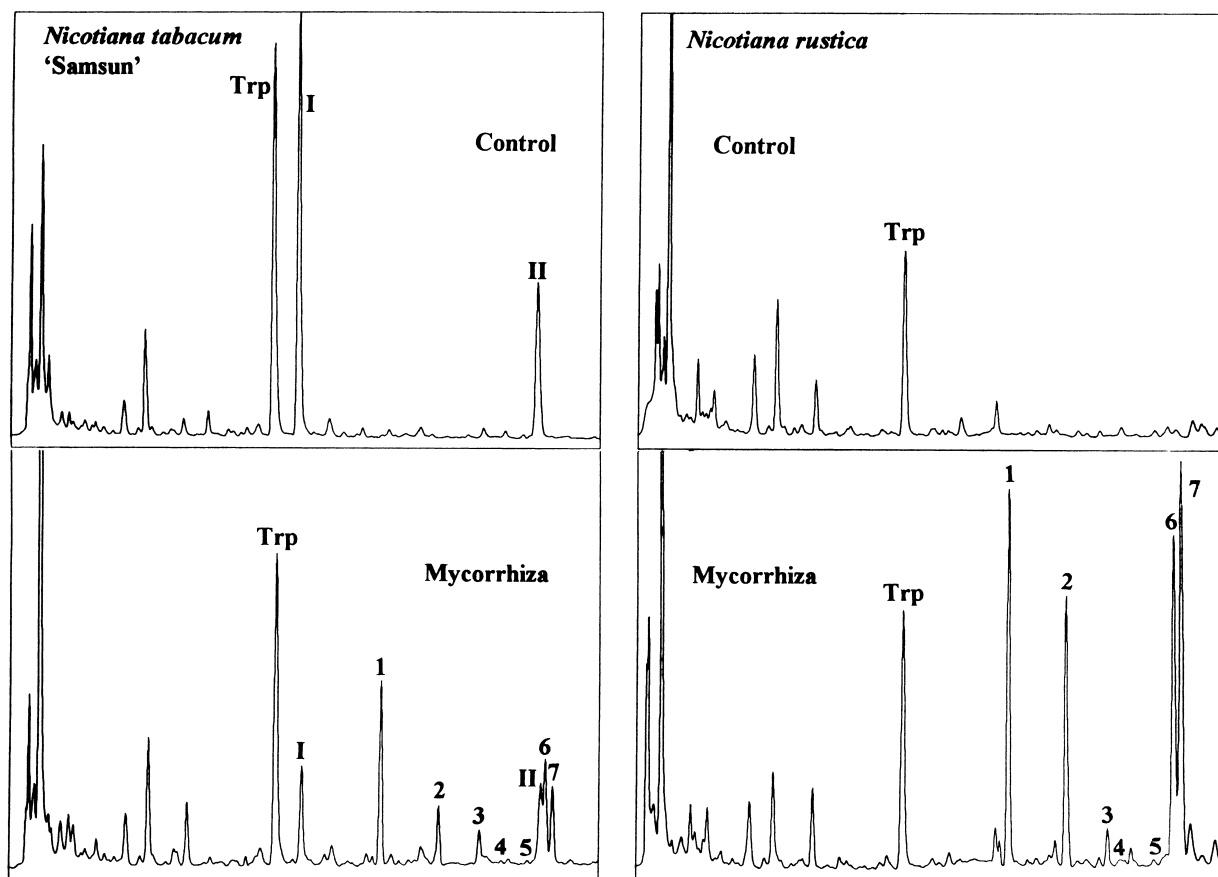 Nicotiana tabacum
‘Samsun’
Trp
I
Control
II
Nicotiana rustica
Control
Trp
Trp
Mycorrhiza
I
1
2
3
4
5
II
6
7
Mycorrhiza
Trp
1
2
3
4
5
6
7